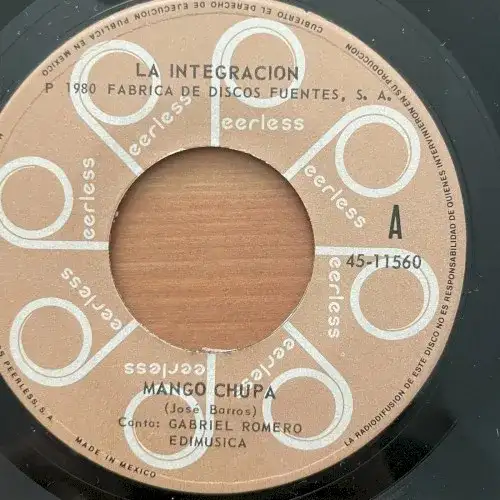 LA INTEGRACION
P 1980 FABRICA DE DISCOS FUENTES, S. A.
eerless
eerless
eerless
eerless
eerless
eerless
eerless
eerless
A
45-11560
MANGO CHUPA
(José Barros)
Canta: GABRIEL ROMERO
EDIMUSICA
CUBIERTO EL DERECHO DE EJECUCION PUBLICA EN MEXICO
LA RADIODIFUSION DE ESTE DISCO NO ES RESPONSABILIDAD DE QUIENES INTERVINIERON EN SU PRODUCCION
MADE IN MEXICO
PEERLESS, S.A.